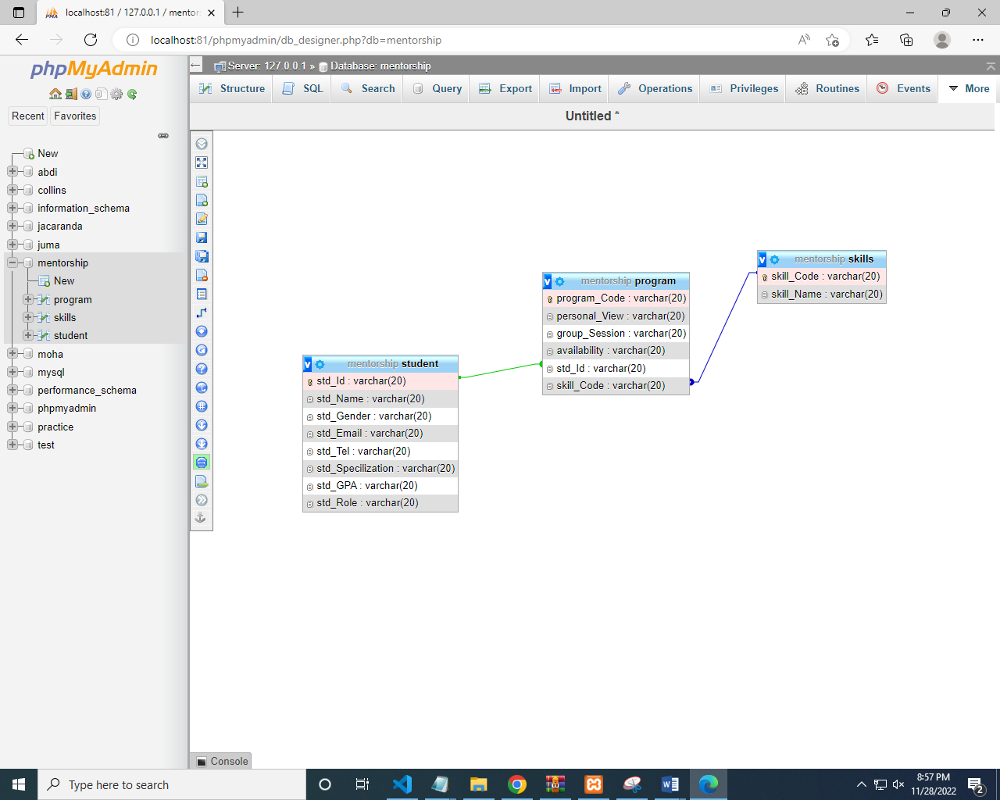 localhost:81 / 127.0.0.1 / mentor
localhost:81/phpmyadmin/db_designer.php?db=mentorship
phpMyAdmin
Recent
Favorites
New
abdi
collins
information_schema
jacaranda
juma
mentorship
New
program
skills
student
moha
mysql
performance_schema
phpmyadmin
practice
test
Server: 127.0.0.1 » Database: mentorship
Structure
SQL
Search
Query
Export
Import
Operations
Privileges
Routines
Events
More
Untitled *
v mentorship student
std_Id : varchar(20)
std_Name : varchar(20)
std_Gender : varchar(20)
std_Email : varchar(20)
std_Tel : varchar(20)
std_Specilization : varchar(20)
std_GPA : varchar(20)
std_Role : varchar(20)
v mentorship program
program_Code : varchar(20)
personal_View : varchar(20)
group_Session : varchar(20)
availability : varchar(20)
std_Id : varchar(20)
skill_Code : varchar(20)
v mentorship skills
skill_Code : varchar(20)
skill_Name : varchar(20)
Console
Type here to search
8:57 PM
11/28/2022
2